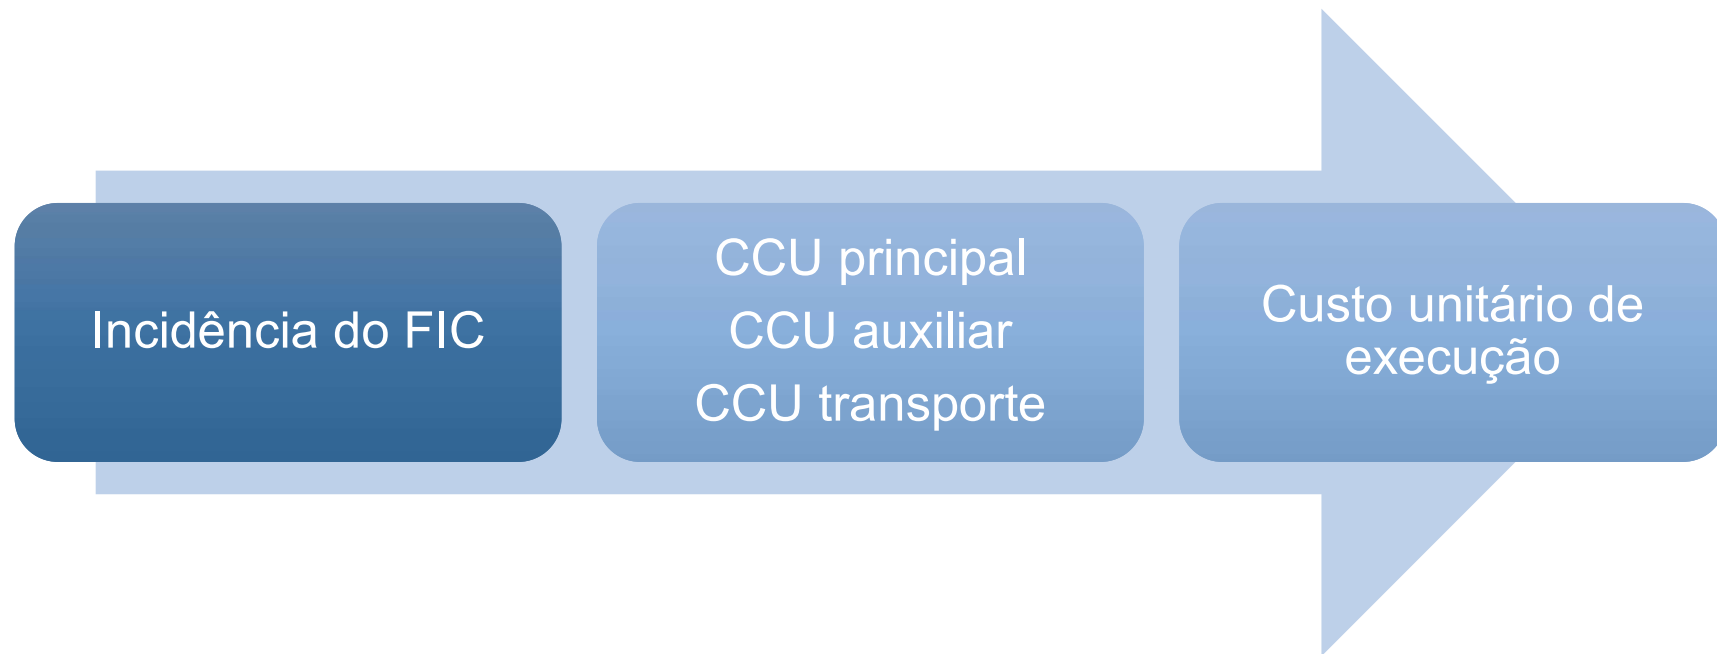 Incidência do FIC
CCU principal
CCU auxiliar
CCU transporte
Custo unitário de
execução